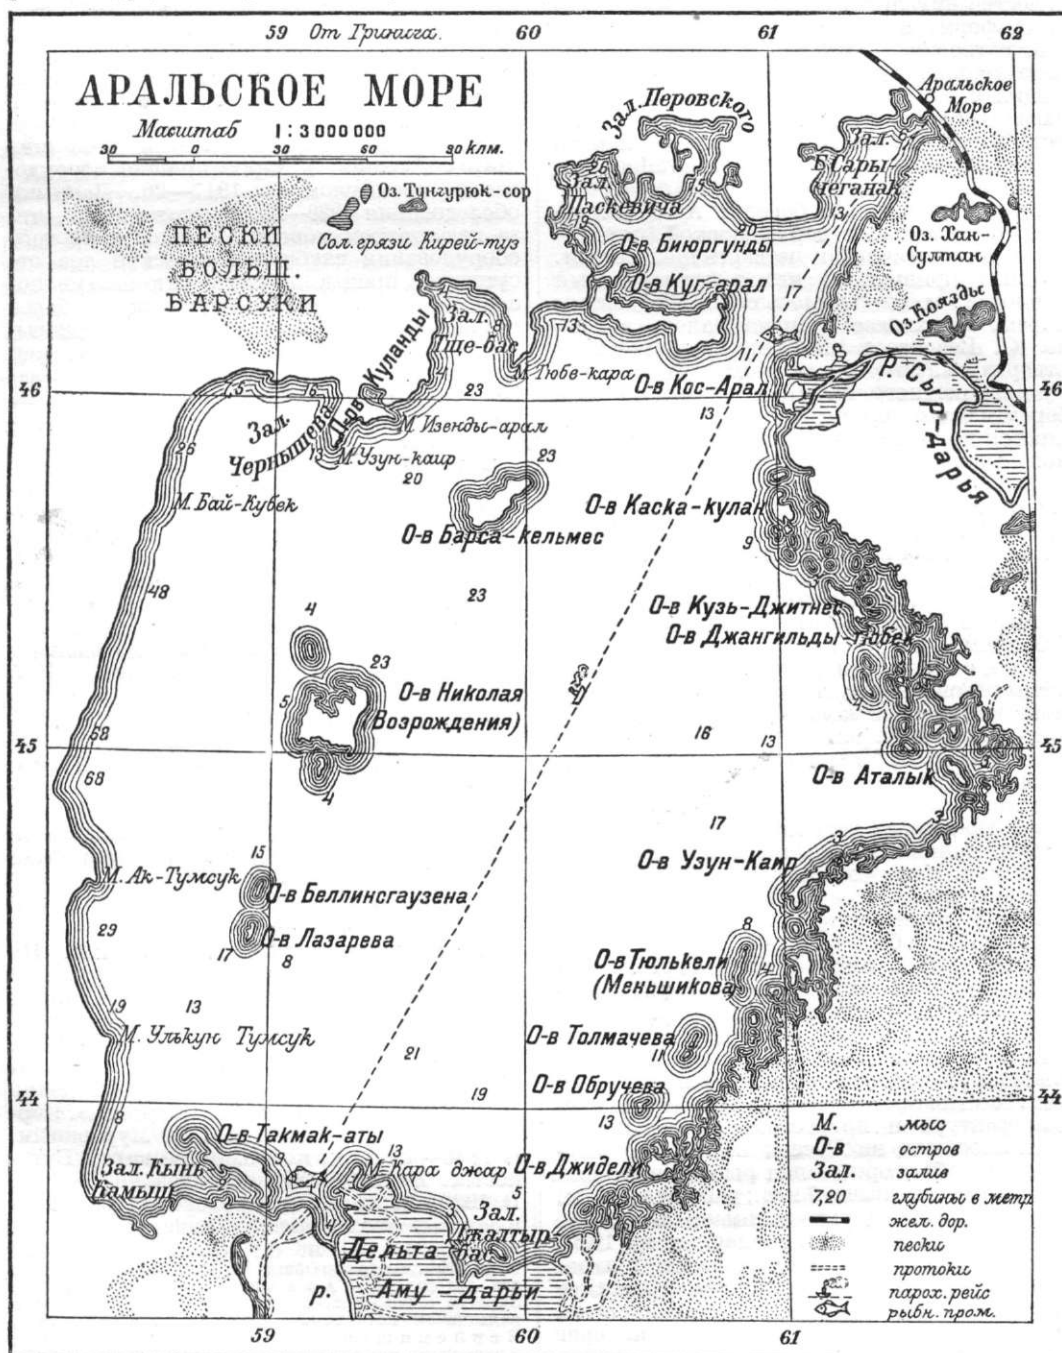 59 От Гринича. 60 61 62
АРАЛЬСКОЕ МОРЕ
Масштаб 1:3 000 000
30 0 30 60 90 клм.
Аральское
Море
Зал. Перовского
Зал.
Б. Сары-
чеганак
Зал.
Паскевича
Оз. Тунгурюк-сор
Сол. грязи Кирей-туз
ПЕСКИ
БОЛЬШ.
БАРСУКИ
О-в Биюргунды
О-в Куг-арал
Оз. Хан-
Султан
Оз. Коязды
Зал.
Тще-бас
П-ов Куланды
М. Тюбе-кара
О-в Кос-Арал
Р. Сыр-дарья
46 46
Зал.
Чернышева
М. Изенды-арал
М. Узун-каир
М. Бай-Кубек
О-в Барса-кельмес
О-в Каска-кулан
О-в Кузь-Джитнес
О-в Джангильды-тюбек
О-в Николая
(Возрождения)
45 45
О-в Аталык
О-в Узун-Каир
М. Ак-Тумсук
О-в Беллинсгаузена
О-в Лазарева
О-в Тюлькели
(Меньшикова)
М. Улькун Тумсук
О-в Толмачева
О-в Обручева
44 44
О-в Такмак-аты
Зал. Кынь
Камыш
М. Кара джар
О-в Джидели
Зал.
Джалтыр-
бас
Дельта
р. Аму-дарьи
М. мыс
О-в остров
Зал. залив
7,20 глубины в метр.
жел. дор.
пески
протоки
парох. рейс
рыбн. пром.
59 60 61